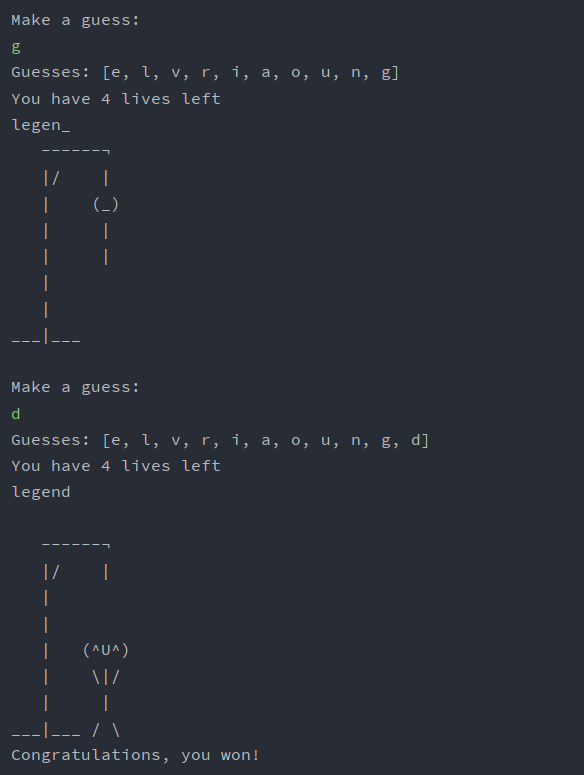 Make a guess:
g
Guesses: [e, l, v, r, i, a, o, u, n, g]
You have 4 lives left
legen_
   ------¬
   |/    |
   |    (_)
   |     |
   |     |
   |
   |
___|___

Make a guess:
d
Guesses: [e, l, v, r, i, a, o, u, n, g, d]
You have 4 lives left
legend

   ------¬
   |/    |
   |
   |
   |   (^U^)
   |    \|/
   |     |
___|___ / \
Congratulations, you won!